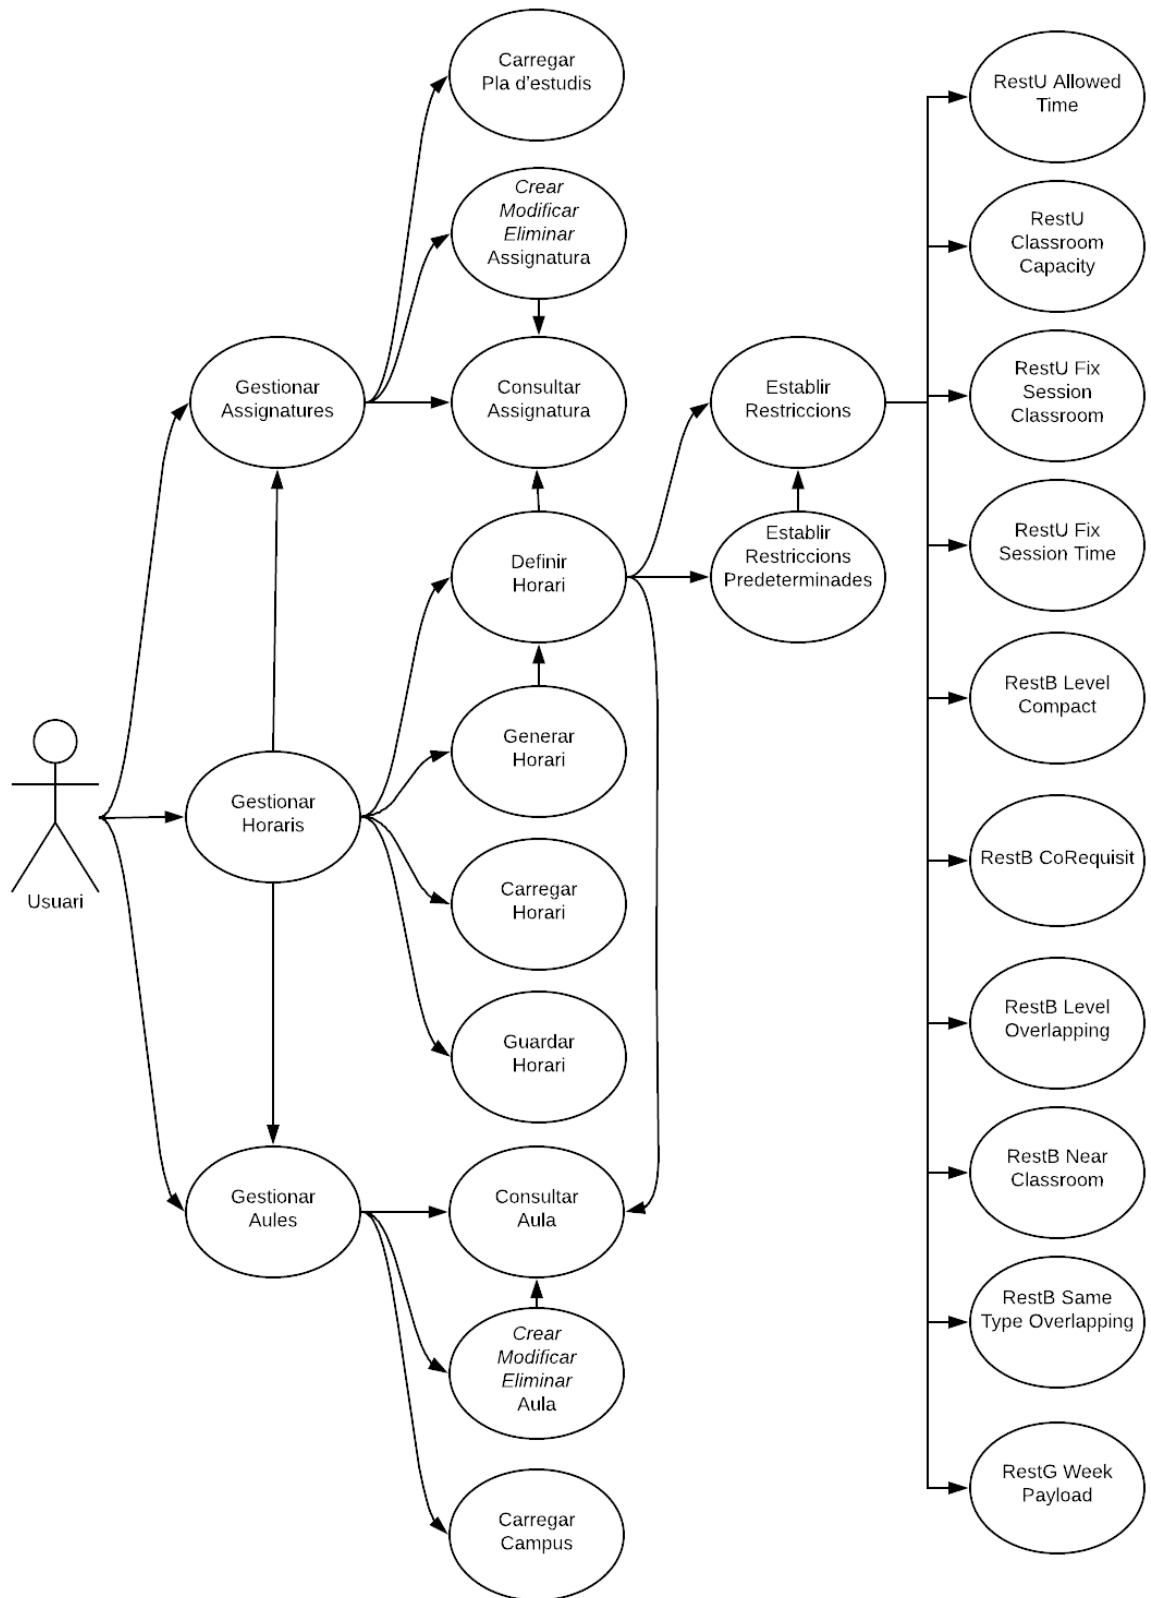 Carregar
Pla d'estudis
Crear
Modificar
Eliminar
Assignatura
Gestionar
Assignatures
Consultar
Assignatura
Establir
Restriccions
Definir
Horari
Establir
Restriccions
Predeterminades
Generar
Horari
Gestionar
Horaris
Usuari
Carregar
Horari
Guardar
Horari
Gestionar
Aules
Consultar
Aula
Crear
Modificar
Eliminar
Aula
Carregar
Campus
RestU Allowed
Time
RestU
Classroom
Capacity
RestU Fix
Session
Classroom
RestU Fix
Session Time
RestB Level
Compact
RestB CoRequisit
RestB Level
Overlapping
RestB Near
Classroom
RestB Same
Type Overlapping
RestG Week
Payload